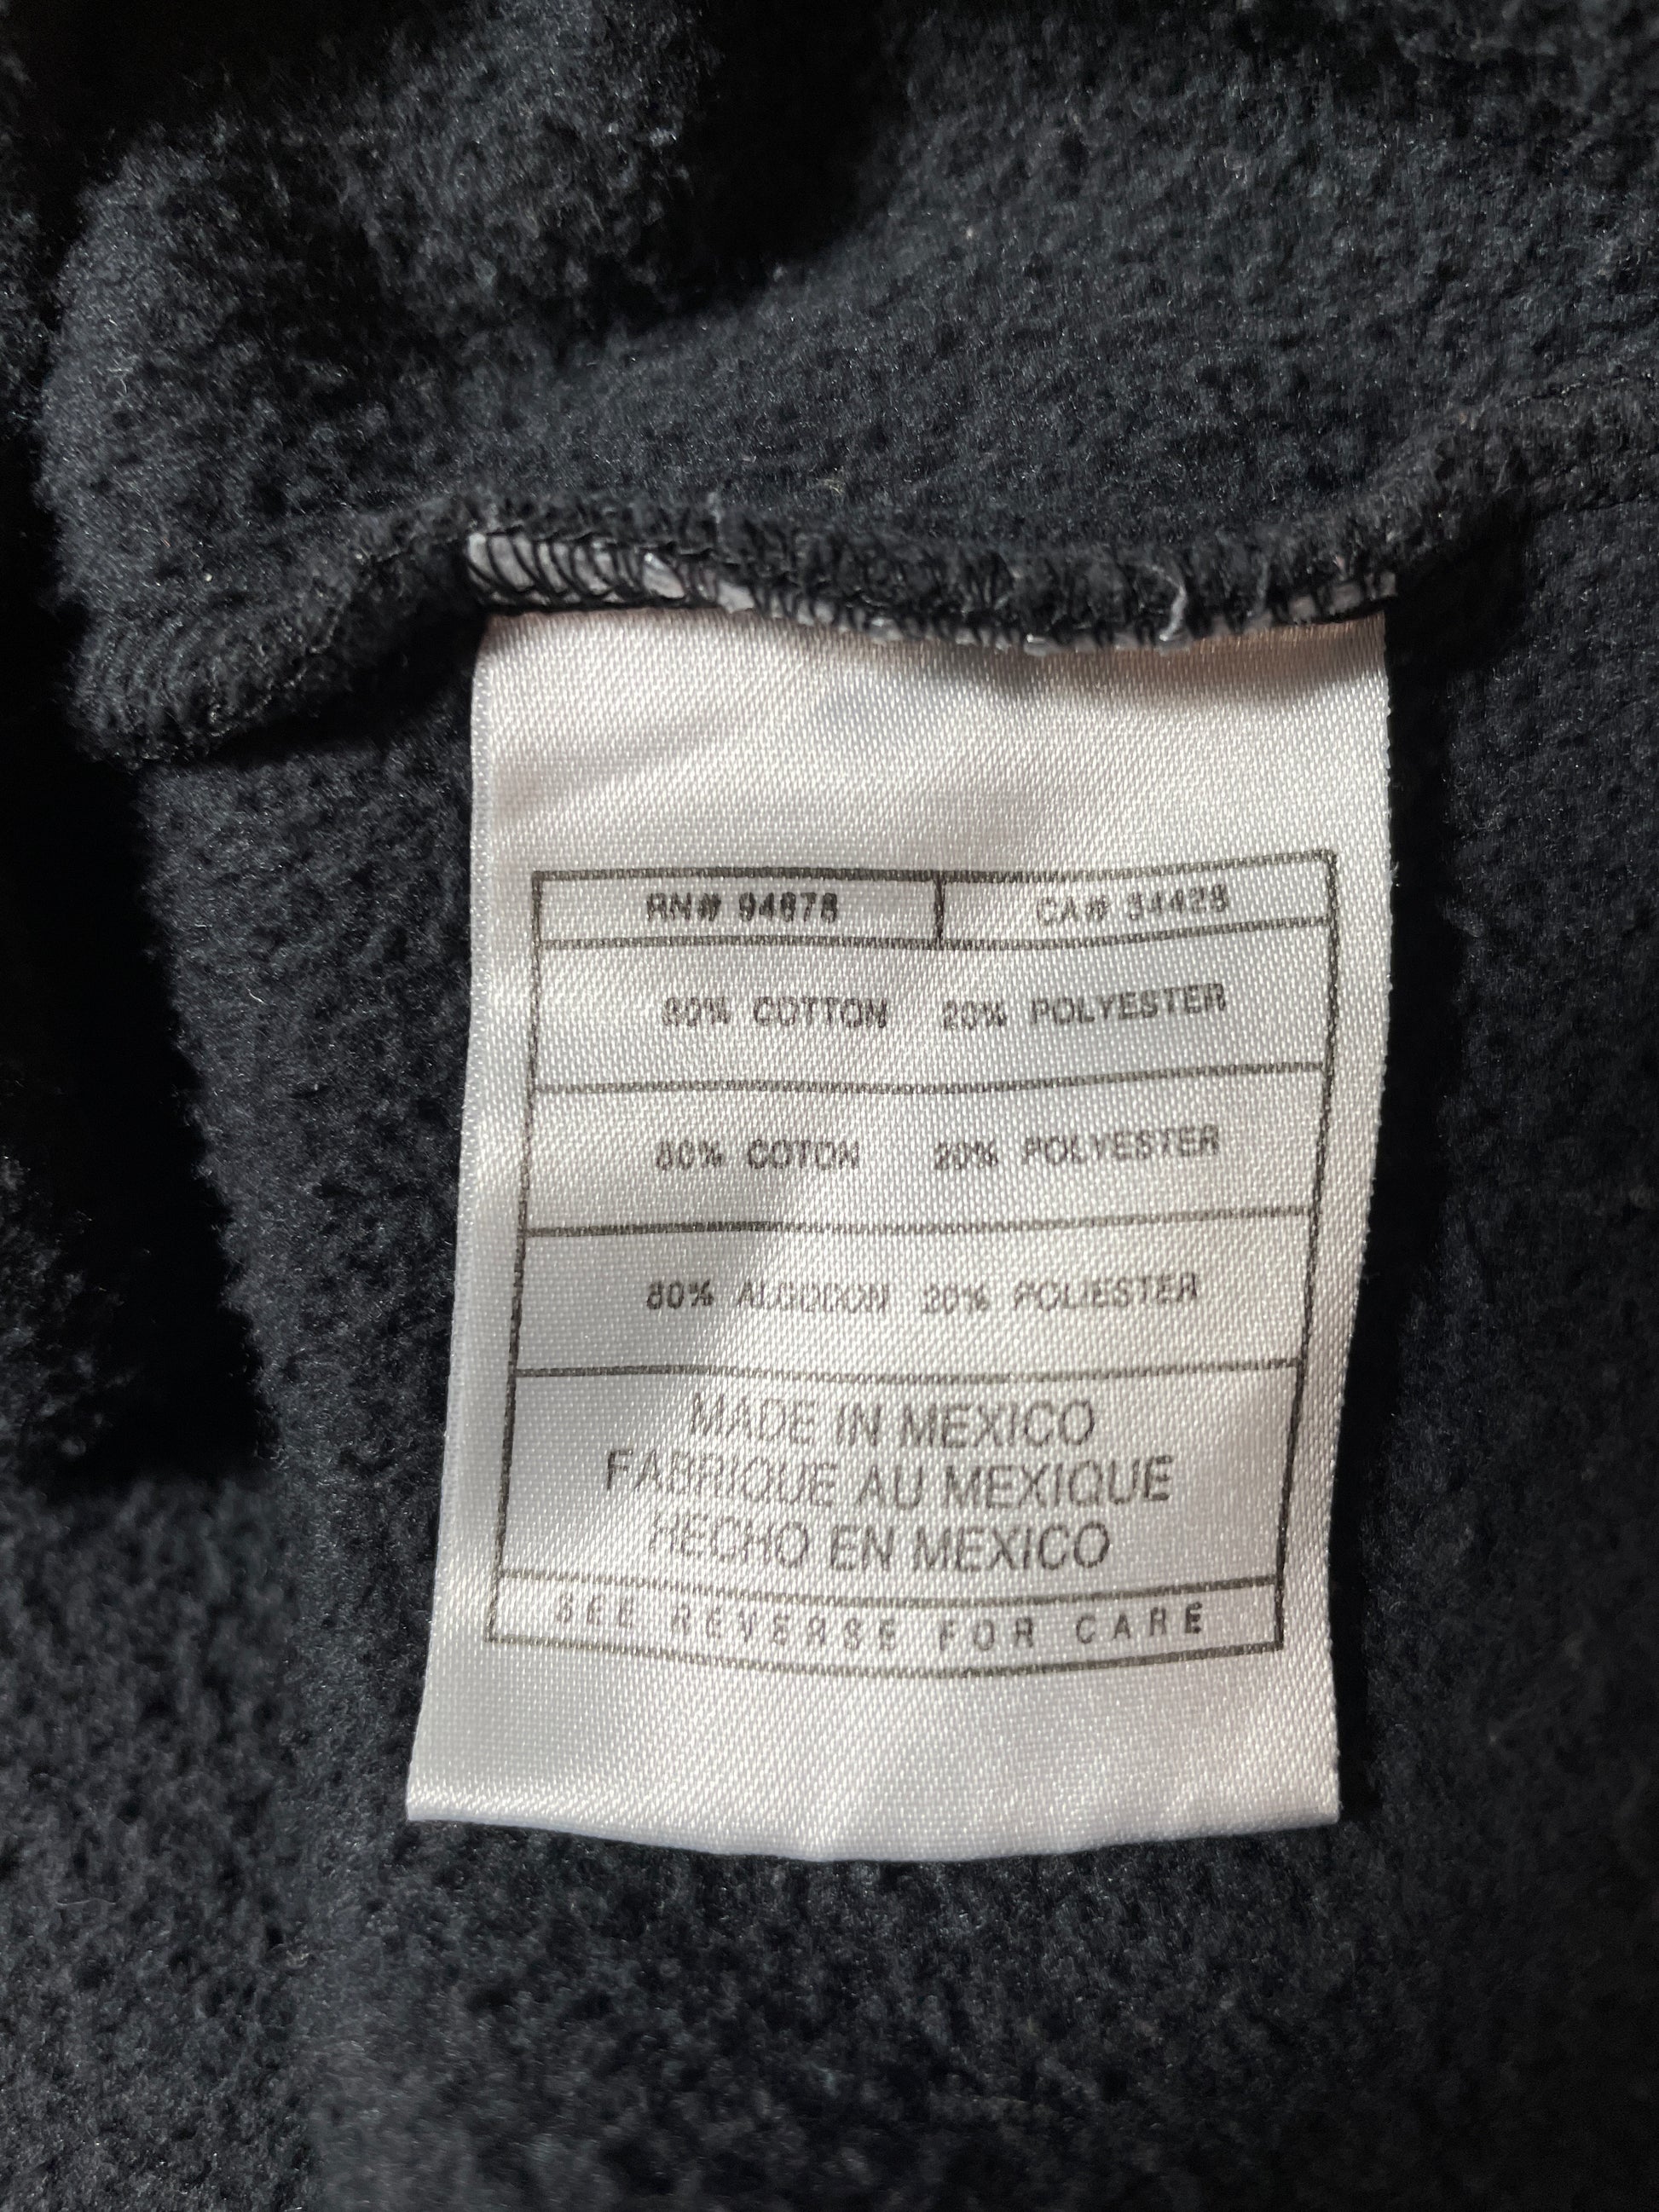 RN# 94678 CA# 34428
80% COTTON 20% POLYESTER
80% COTON 20% POLYESTER
80% ALGODON 20% POLIESTER
MADE IN MEXICO
FABRIQUE AU MEXIQUE
HECHO EN MEXICO
SEE REVERSE FOR CARE